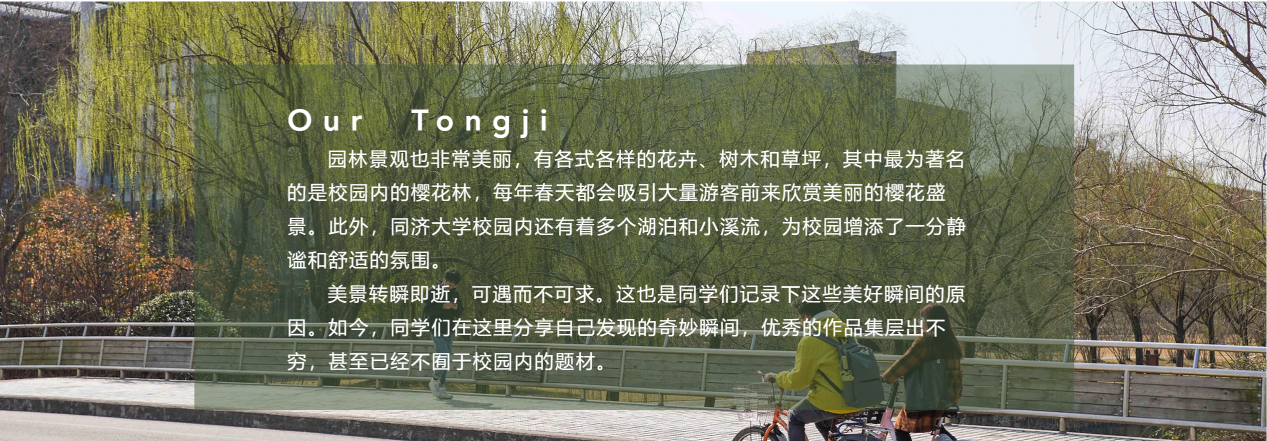 Our Tongji
园林景观也非常美丽，有各式各样的花卉、树木和草坪，其中最为著名
的是校园内的樱花林，每年春天都会吸引大量游客前来欣赏美丽的樱花盛
景。此外，同济大学校园内还有着多个湖泊和小溪流，为校园增添了一分静
谧和舒适的氛围。
美景转瞬即逝，可遇而不可求。这也是同学们记录下这些美好瞬间的原
因。如今，同学们在这里分享自己发现的奇妙瞬间，优秀的作品集层出不
穷，甚至已经不囿于校园内的题材。